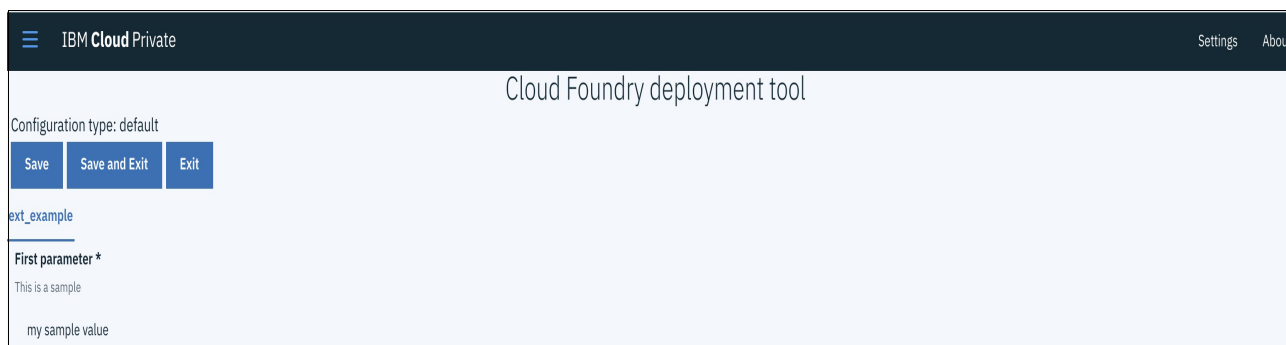 IBM Cloud Private
Settings Abou
Cloud Foundry deployment tool
Configuration type: default
Save Save and Exit Exit
ext_example
First parameter *
This is a sample
my sample value